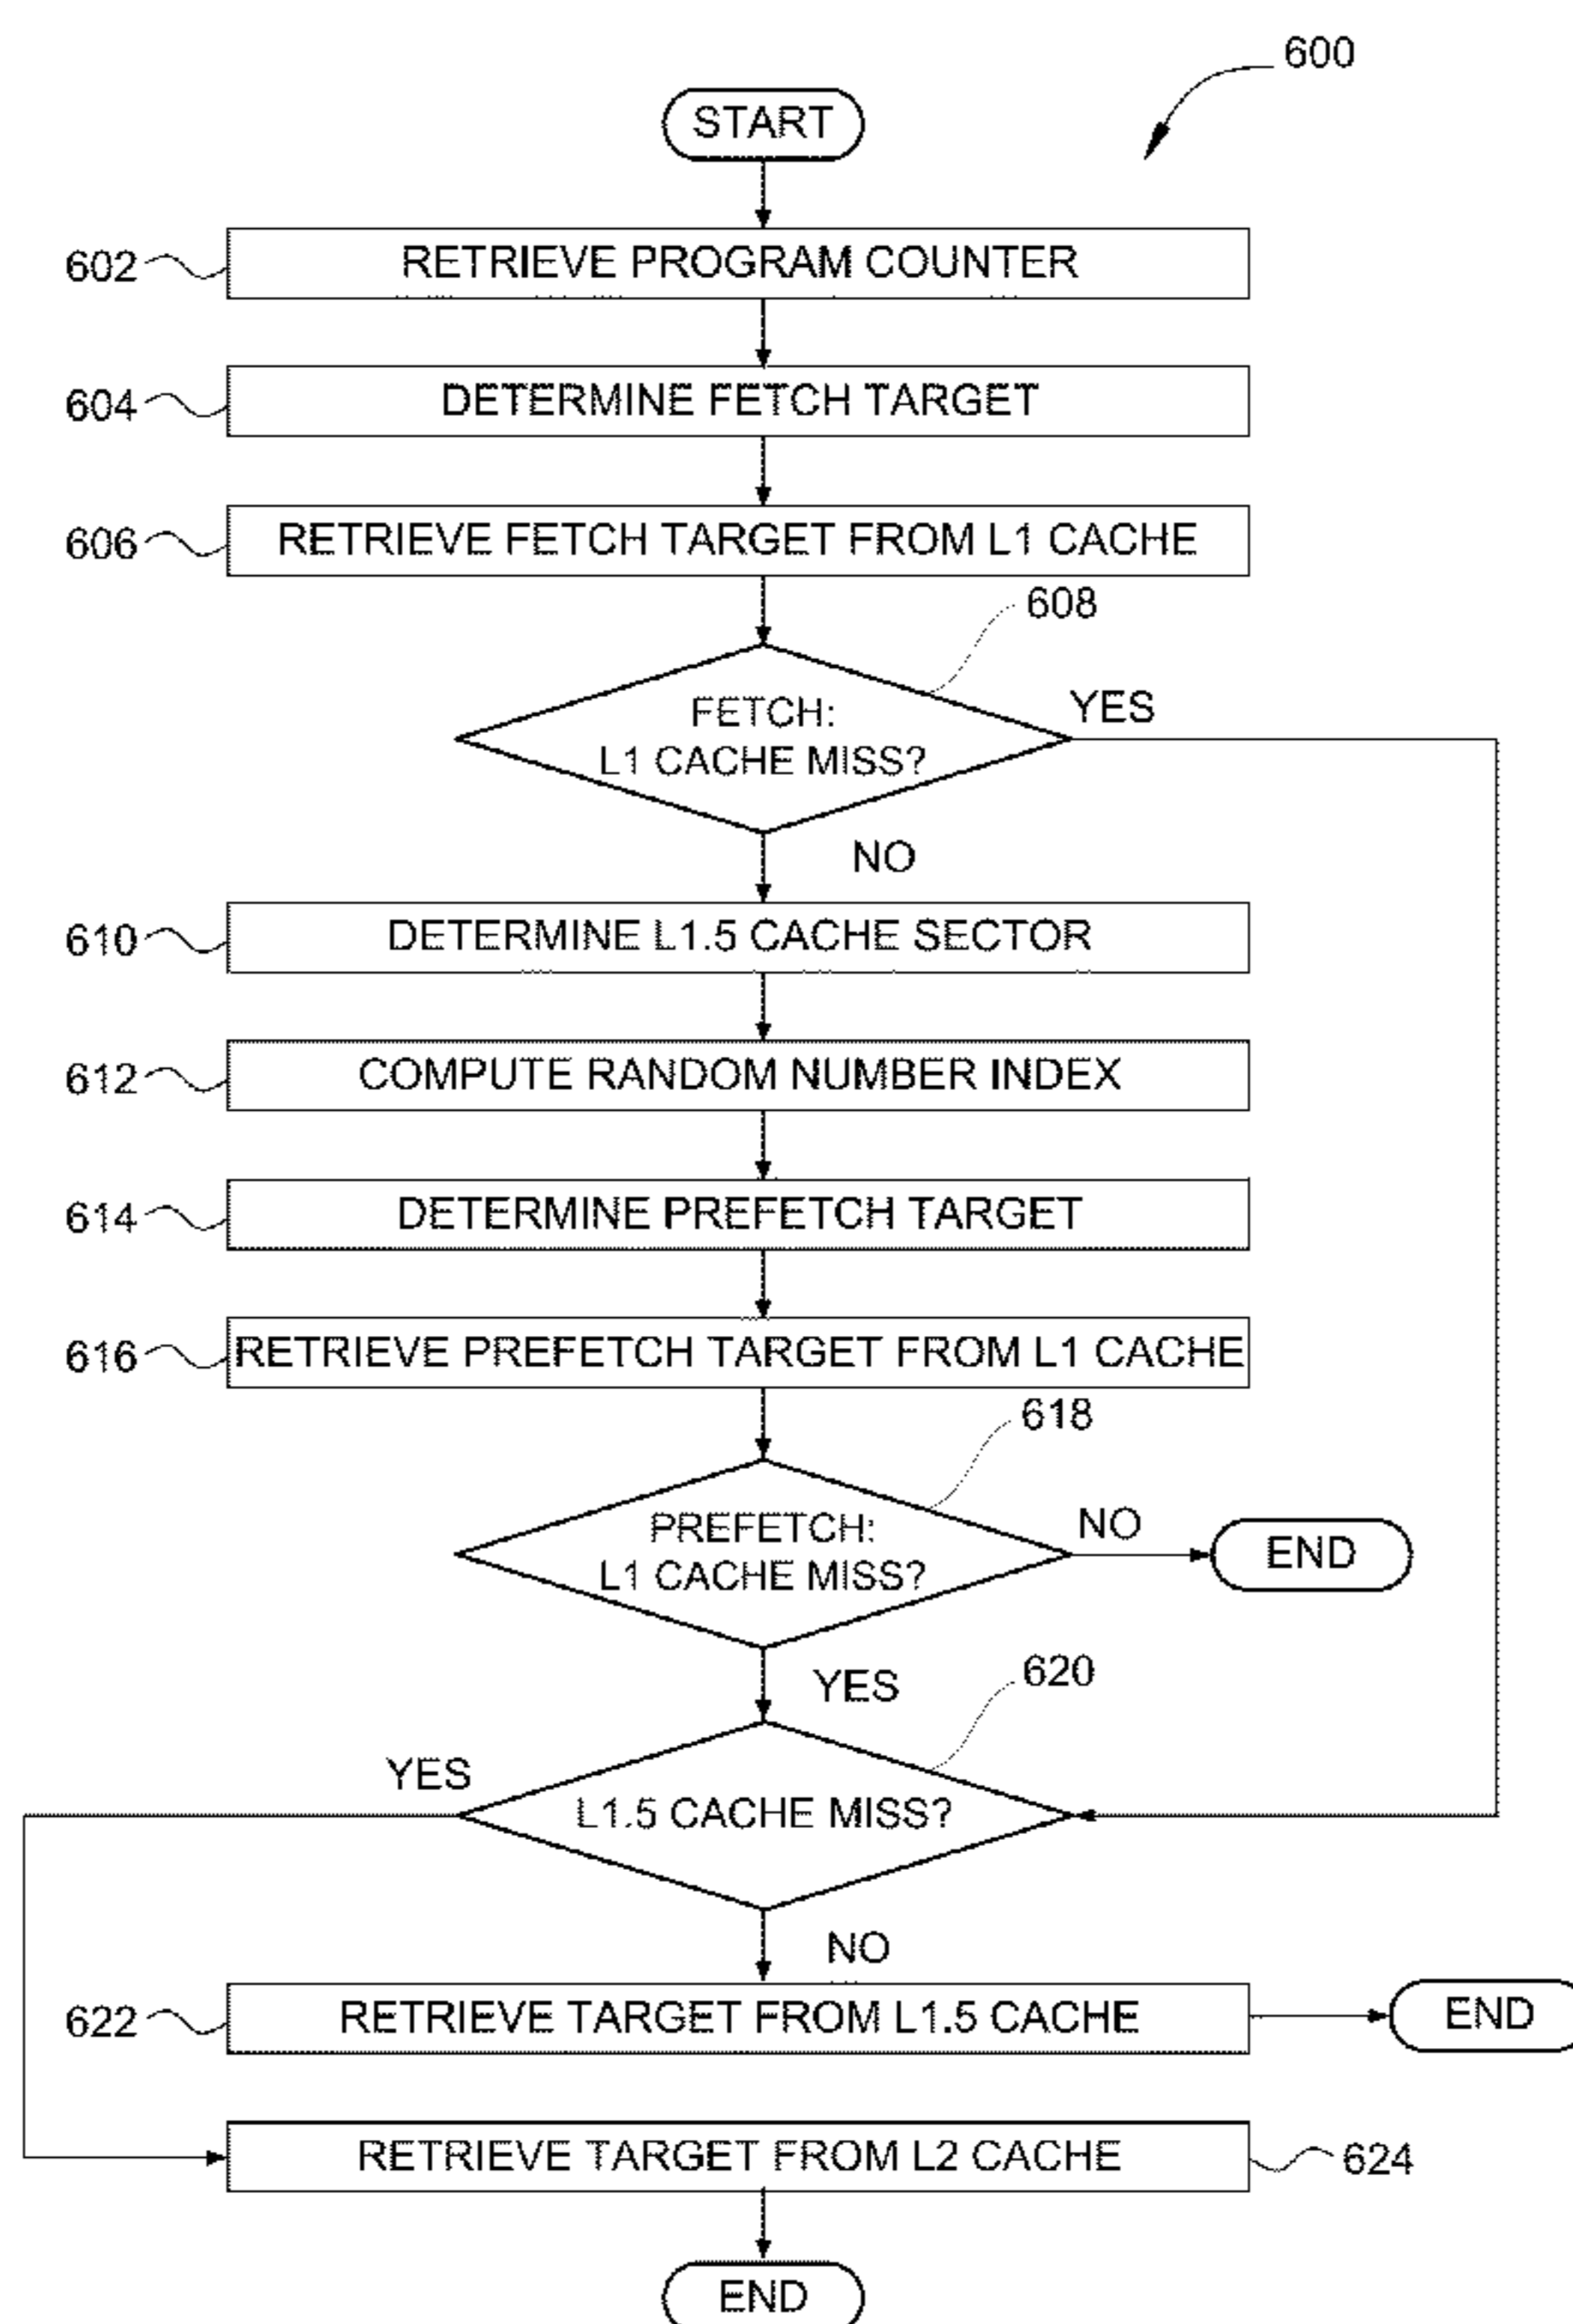 600
START
602 RETRIEVE PROGRAM COUNTER
604 DETERMINE FETCH TARGET
606 RETRIEVE FETCH TARGET FROM L1 CACHE
608
FETCH:
L1 CACHE MISS?
YES
NO
610 DETERMINE L1.5 CACHE SECTOR
612 COMPUTE RANDOM NUMBER INDEX
614 DETERMINE PREFETCH TARGET
616 RETRIEVE PREFETCH TARGET FROM L1 CACHE
618
PREFETCH:
L1 CACHE MISS?
NO
END
YES
620
YES
L1.5 CACHE MISS?
NO
622 RETRIEVE TARGET FROM L1.5 CACHE
END
RETRIEVE TARGET FROM L2 CACHE 624
END